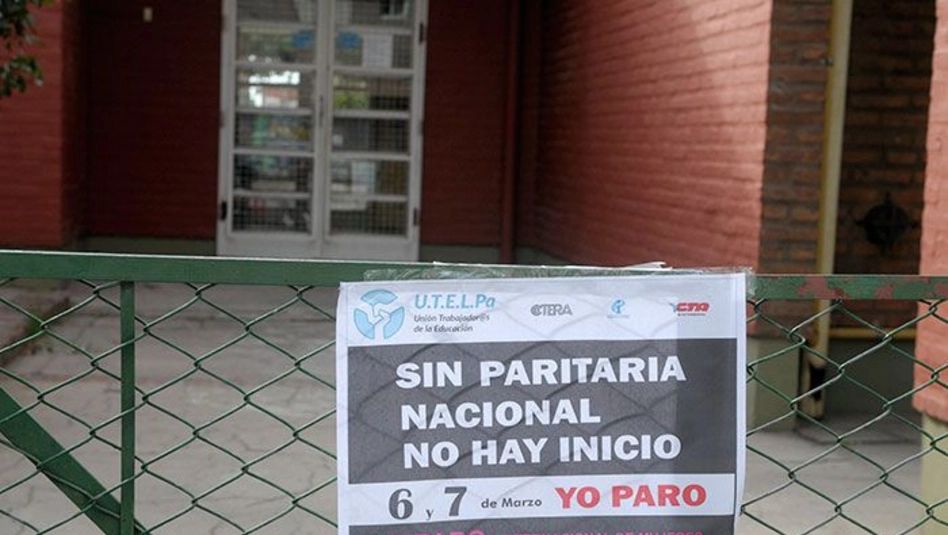 U.T.E.L.Pa
Unión Trabajador@s
de la Educación
CTERA
CTA
SIN PARITARIA
NACIONAL
NO HAY INICIO
6 y 7 de Marzo YO PARO